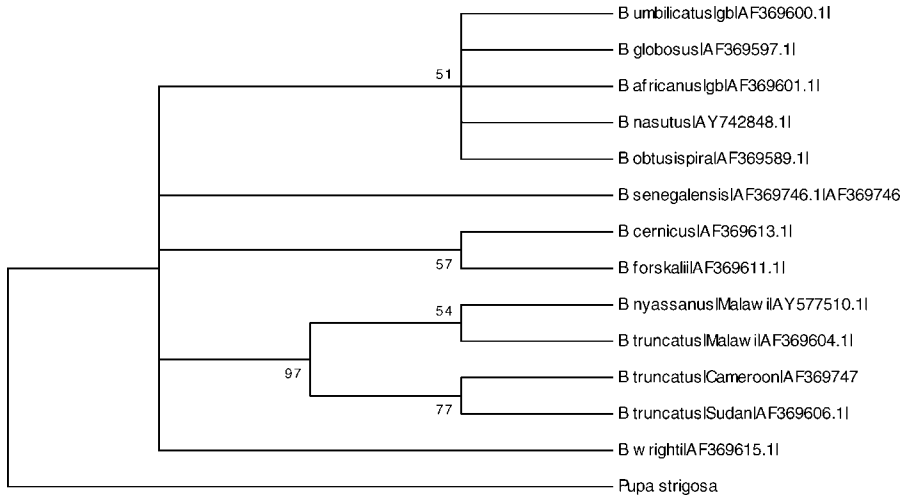 B umbilicatus|gb|AF369600.1|
B globosus|AF369597.1|
51
B africanus|gb|AF369601.1|
B nasutus|AY742848.1|
B obtusispira|AF369589.1|
B senegalensis|AF369746.1|AF369746
B cernicus|AF369613.1|
57
B forskalii|AF369611.1|
B nyassanus|Malawi|AY577510.1|
54
B truncatus|Malawi|AF369604.1|
97
B truncatus|Cameroon|AF369747
77
B truncatus|Sudan|AF369606.1|
B wrighti|AF369615.1|
Pupa strigosa